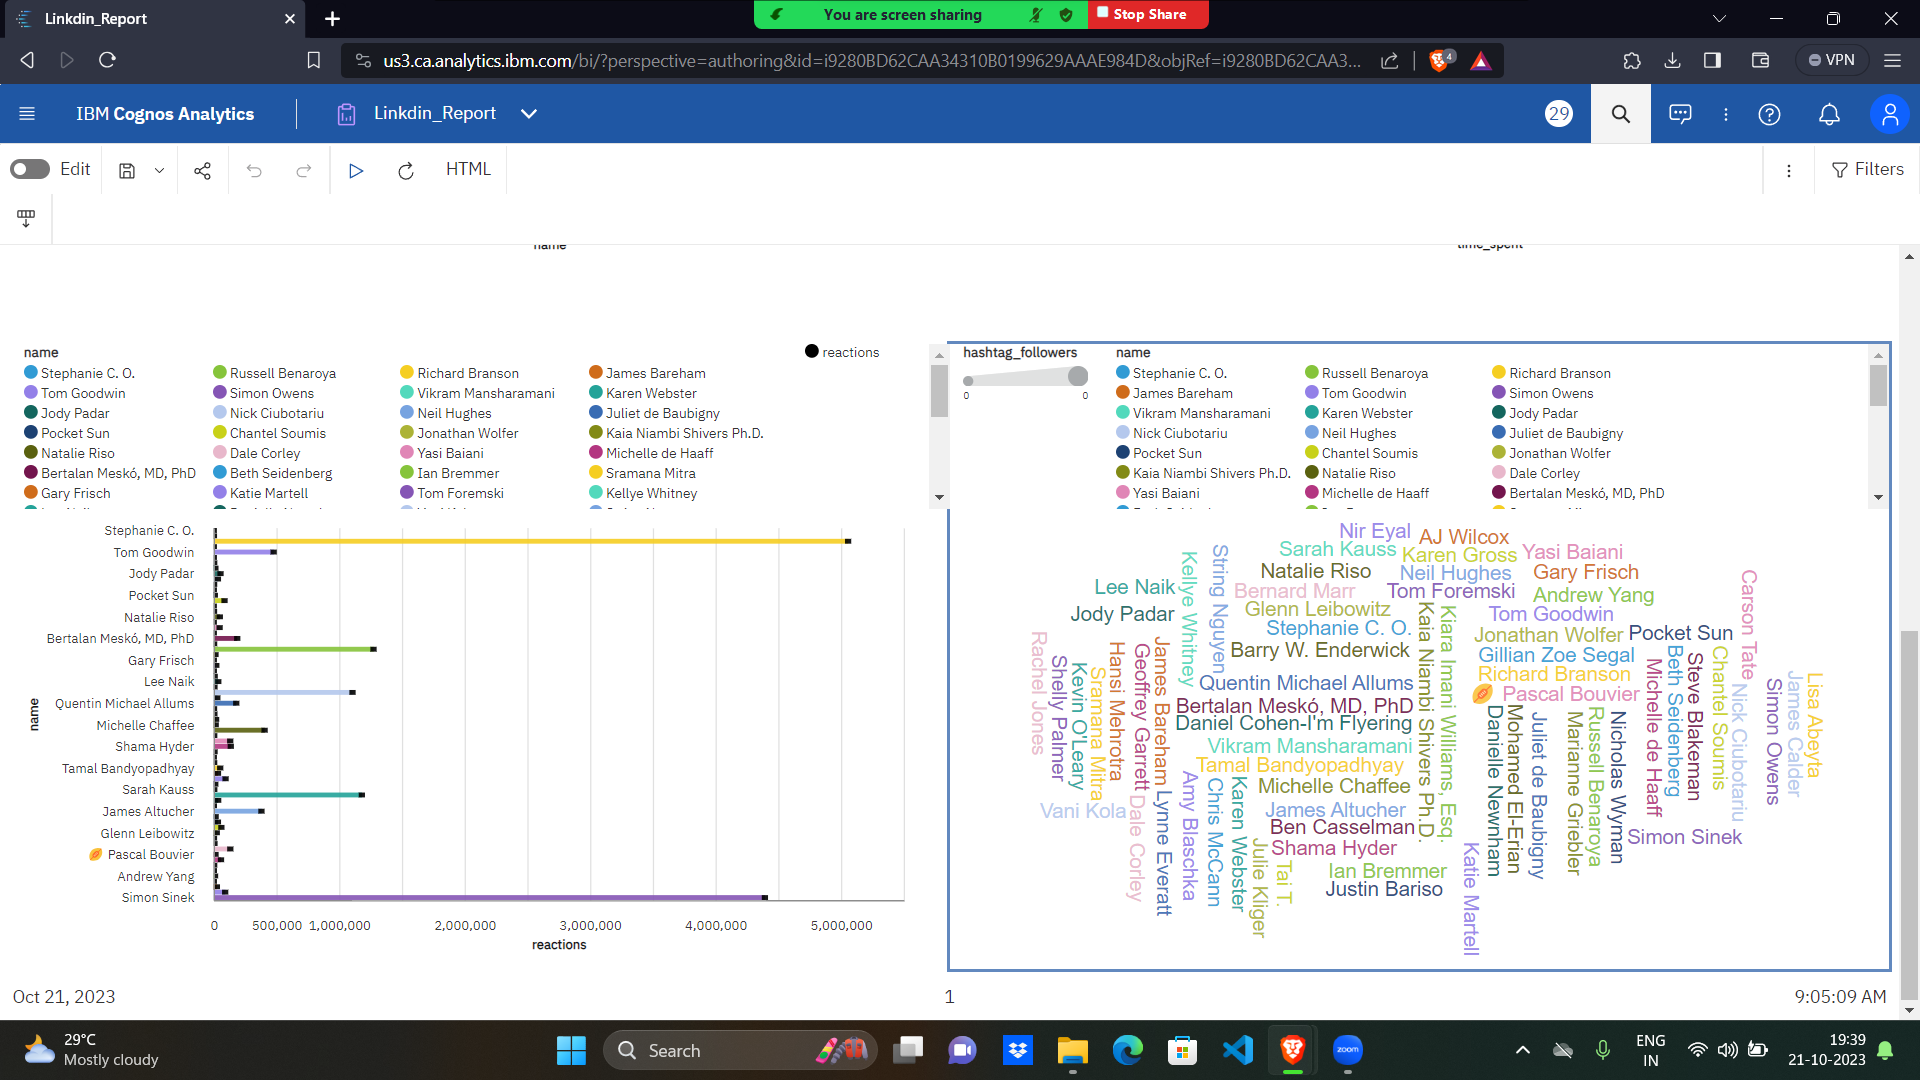 Linkdin_Report
You are screen sharing
Stop Share
us3.ca.analytics.ibm.com/bi/?perspective=authoring&id=i9280BD62CAA34310B0199629AAAE984D&objRef=i9280BD62CAA3...
4
VPN
IBM Cognos Analytics
Linkdin_Report
29
Edit
HTML
Filters
name
time_spent
name
reactions
Stephanie C. O.
Russell Benaroya
Richard Branson
James Bareham
Tom Goodwin
Simon Owens
Vikram Mansharamani
Karen Webster
Jody Padar
Nick Ciubotariu
Neil Hughes
Juliet de Baubigny
Pocket Sun
Chantel Soumis
Jonathan Wolfer
Kaia Niambi Shivers Ph.D.
Natalie Riso
Dale Corley
Yasi Baiani
Michelle de Haaff
Bertalan Meskó, MD, PhD
Beth Seidenberg
Ian Bremmer
Sramana Mitra
Gary Frisch
Katie Martell
Tom Foremski
Kellye Whitney
Stephanie C. O.
Tom Goodwin
Jody Padar
Pocket Sun
Natalie Riso
Bertalan Meskó, MD, PhD
Gary Frisch
Lee Naik
Quentin Michael Allums
Michelle Chaffee
Shama Hyder
Tamal Bandyopadhyay
Sarah Kauss
James Altucher
Glenn Leibowitz
Pascal Bouvier
Andrew Yang
Simon Sinek
name
0
500,000
1,000,000
2,000,000
3,000,000
4,000,000
5,000,000
reactions
hashtag_followers
0
0
name
Stephanie C. O.
Russell Benaroya
Richard Branson
James Bareham
Tom Goodwin
Simon Owens
Vikram Mansharamani
Karen Webster
Jody Padar
Nick Ciubotariu
Neil Hughes
Juliet de Baubigny
Pocket Sun
Chantel Soumis
Jonathan Wolfer
Kaia Niambi Shivers Ph.D.
Natalie Riso
Dale Corley
Yasi Baiani
Michelle de Haaff
Bertalan Meskó, MD, PhD
Nir Eyal
AJ Wilcox
Sarah Kauss
Karen Gross
Yasi Baiani
Natalie Riso
Neil Hughes
Gary Frisch
Lee Naik
Kellye Whitney
String Nguyen
Bernard Marr
Tom Foremski
Andrew Yang
Carson Tate
Jody Padar
Glenn Leibowitz
Tom Goodwin
Stephanie C. O.
Kaia Niambi Shivers Ph.D.
Kiara Imani Williams, Esq.
Jonathan Wolfer
Pocket Sun
Barry W. Enderwick
Gillian Zoe Segal
Richard Branson
Quentin Michael Allums
Pascal Bouvier
Bertalan Meskó, MD, PhD
Daniel Cohen-I'm Flyering
Vikram Mansharamani
Tamal Bandyopadhyay
Michelle Chaffee
James Altucher
Ben Casselman
Shama Hyder
Ian Bremmer
Justin Bariso
Rachel Jones
Shelly Palmer
Kevin O'Leary
Sramana Mitra
Hansi Mehrotra
Geoffrey Garrett
James Bareham
Vani Kola
Dale Corley
Lynne Everatt
Amy Blaschka
Chris McCann
Karen Webster
Julie Kliger
Tai T.
Katie Martell
Danielle Newnham
Mohamed El-Erian
Juliet de Baubigny
Marianne Griebler
Russell Benaroya
Nicholas Wyman
Michelle de Haaff
Beth Seidenberg
Steve Blakeman
Chantel Soumis
Nick Ciubotariu
Simon Owens
James Calder
Lisa Abeyta
Simon Sinek
Oct 21, 2023
1
9:05:09 AM
29°C
Mostly cloudy
Search
zoom
ENG
IN
19:39
21-10-2023